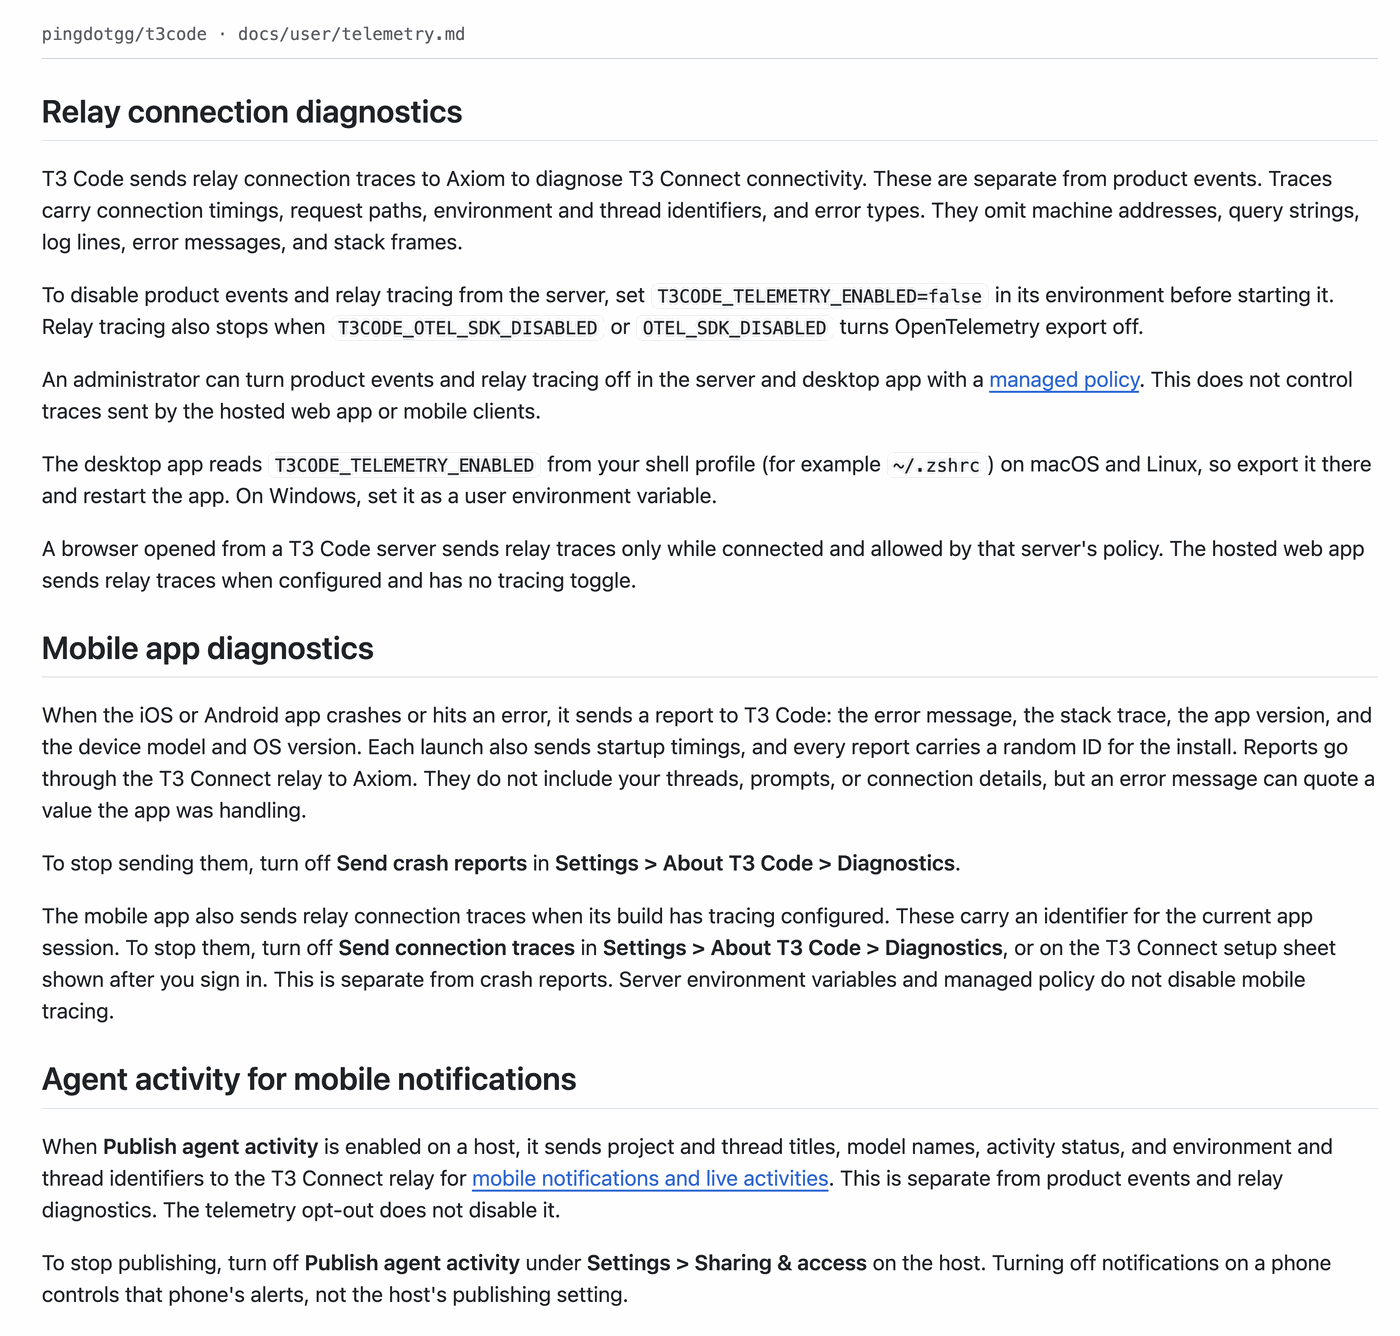 pingdotgg/t3code · docs/user/telemetry.md
Relay connection diagnostics
T3 Code sends relay connection traces to Axiom to diagnose T3 Connect connectivity. These are separate from product events. Traces
carry connection timings, request paths, environment and thread identifiers, and error types. They omit machine addresses, query strings,
log lines, error messages, and stack frames.
To disable product events and relay tracing from the server, set T3CODE_TELEMETRY_ENABLED=false in its environment before starting it.
Relay tracing also stops when T3CODE_OTEL_SDK_DISABLED or OTEL_SDK_DISABLED turns OpenTelemetry export off.
An administrator can turn product events and relay tracing off in the server and desktop app with a managed policy. This does not control
traces sent by the hosted web app or mobile clients.
The desktop app reads T3CODE_TELEMETRY_ENABLED from your shell profile (for example ~/.zshrc ) on macOS and Linux, so export it there
and restart the app. On Windows, set it as a user environment variable.
A browser opened from a T3 Code server sends relay traces only while connected and allowed by that server's policy. The hosted web app
sends relay traces when configured and has no tracing toggle.
Mobile app diagnostics
When the iOS or Android app crashes or hits an error, it sends a report to T3 Code: the error message, the stack trace, the app version, and
the device model and OS version. Each launch also sends startup timings, and every report carries a random ID for the install. Reports go
through the T3 Connect relay to Axiom. They do not include your threads, prompts, or connection details, but an error message can quote a
value the app was handling.
To stop sending them, turn off Send crash reports in Settings > About T3 Code > Diagnostics.
The mobile app also sends relay connection traces when its build has tracing configured. These carry an identifier for the current app
session. To stop them, turn off Send connection traces in Settings > About T3 Code > Diagnostics, or on the T3 Connect setup sheet
shown after you sign in. This is separate from crash reports. Server environment variables and managed policy do not disable mobile
tracing.
Agent activity for mobile notifications
When Publish agent activity is enabled on a host, it sends project and thread titles, model names, activity status, and environment and
thread identifiers to the T3 Connect relay for mobile notifications and live activities. This is separate from product events and relay
diagnostics. The telemetry opt-out does not disable it.
To stop publishing, turn off Publish agent activity under Settings > Sharing & access on the host. Turning off notifications on a phone
controls that phone's alerts, not the host's publishing setting.